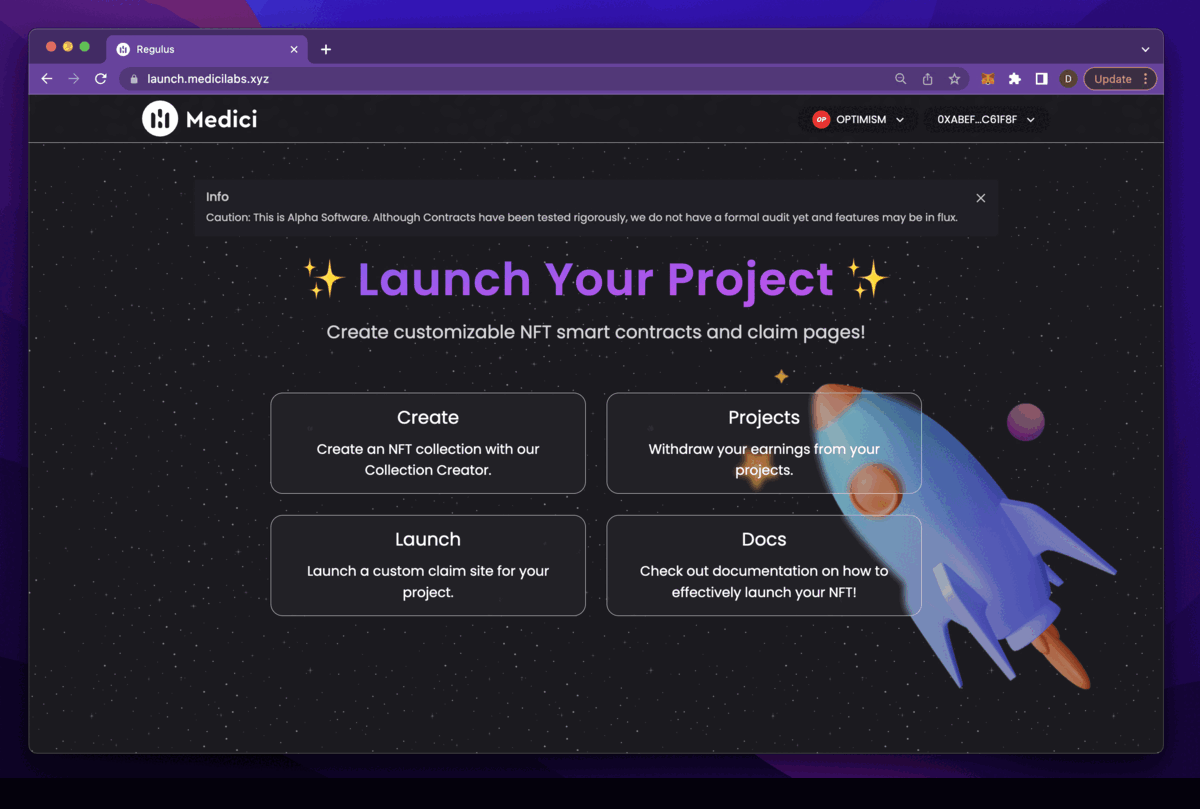 Regulus
launch.medicilabs.xyz
D
Update
Medici
OP
OPTIMISM
0XABEF...C61F8F
Info
Caution: This is Alpha Software. Although Contracts have been tested rigorously, we do not have a formal audit yet and features may be in flux.
✨ Launch Your Project ✨
Create customizable NFT smart contracts and claim pages!
Create
Create an NFT collection with our
Collection Creator.
Projects
Withdraw your earnings from your
projects.
Launch
Launch a custom claim site for your
project.
Docs
Check out documentation on how to
effectively launch your NFT!